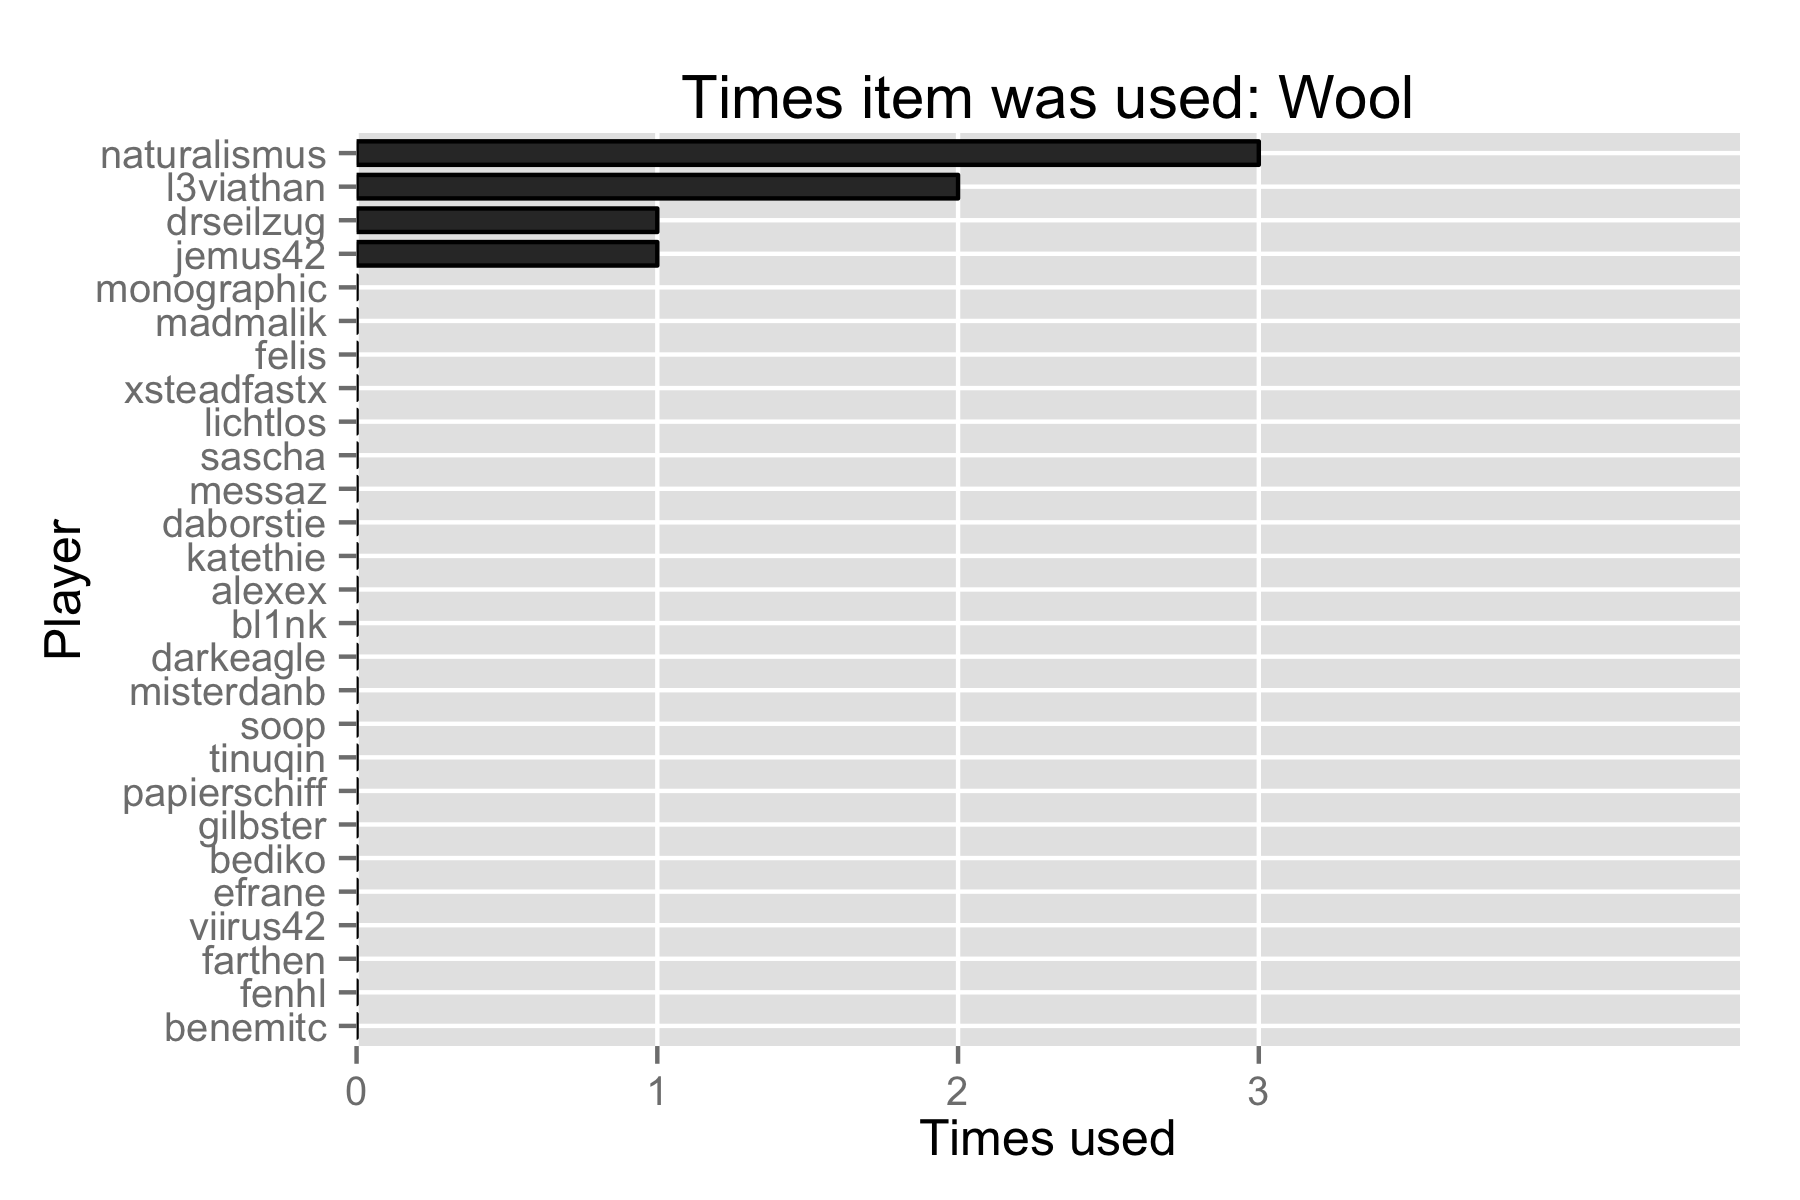 Times item was used: Wool
naturalismus
l3viathan
drseilzug
jemus42
monographic
madmalik
felis
xsteadfastx
lichtlos
sascha
messaz
daborstie
katethie
alexex
bl1nk
darkeagle
misterdanb
soop
tinuqin
papierschiff
gilbster
bediko
efrane
viirus42
farthen
fenhl
benemitc
Player
0 1 2 3
Times used